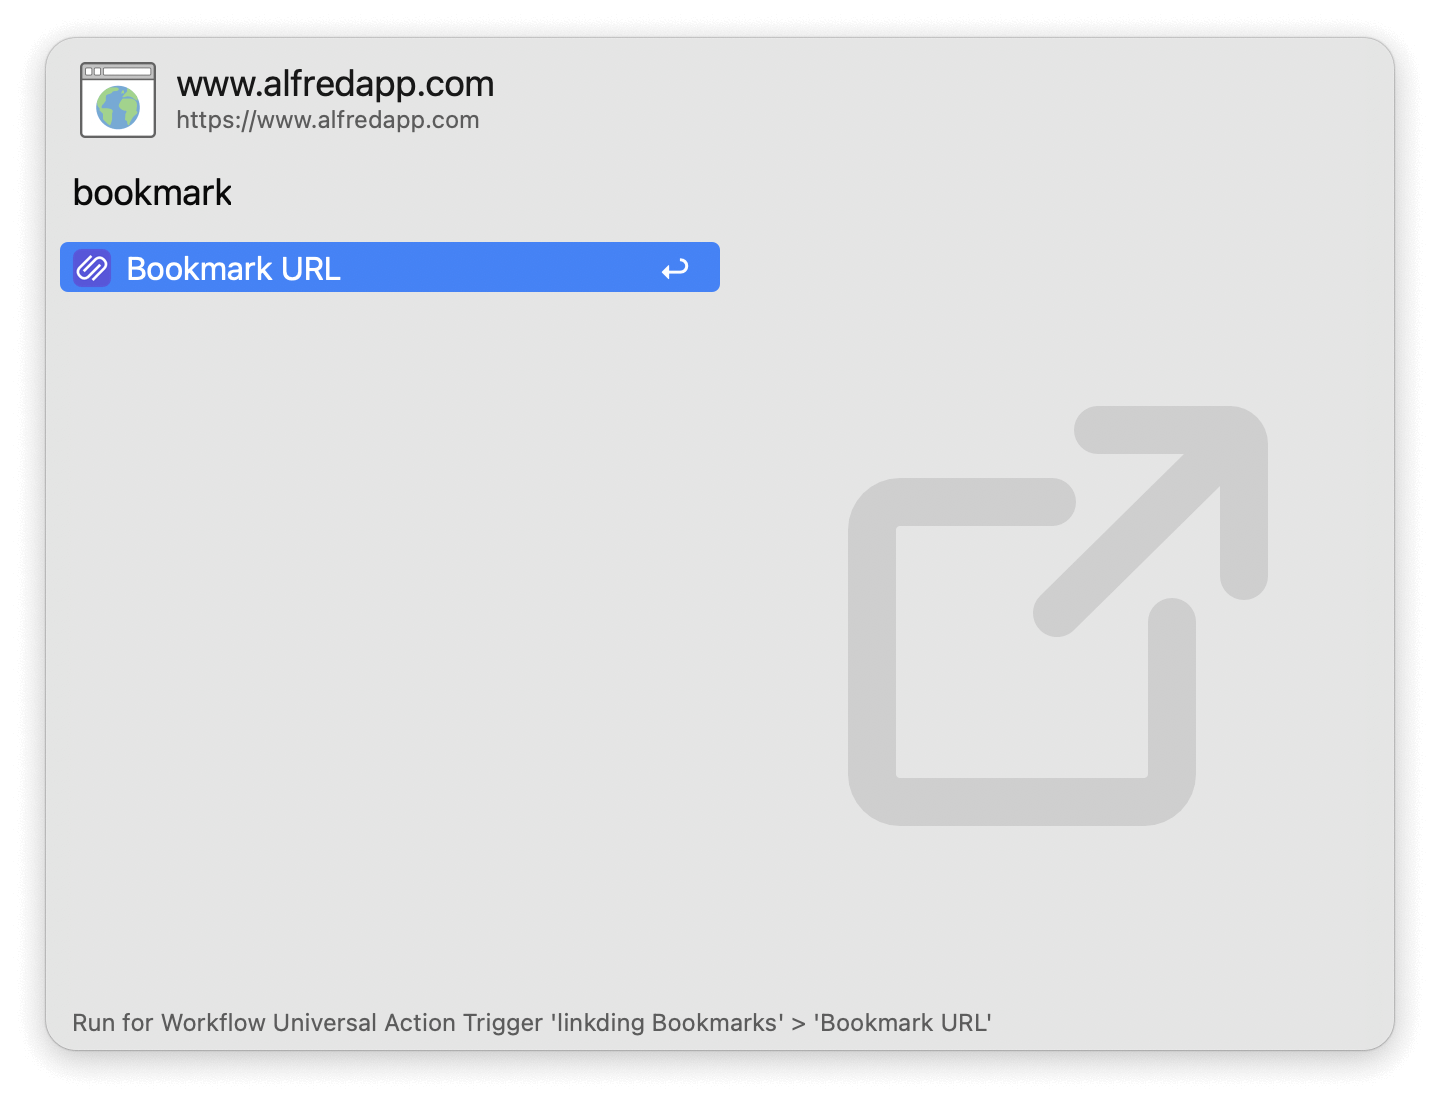 www.alfredapp.com
https://www.alfredapp.com
bookmark
Bookmark URL
Run for Workflow Universal Action Trigger 'linkding Bookmarks' > 'Bookmark URL'